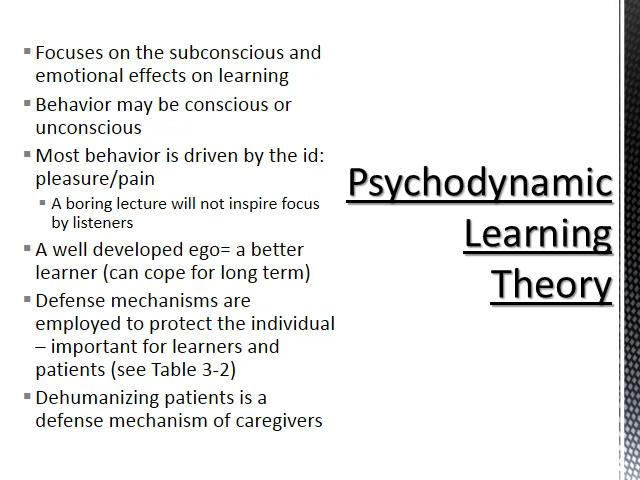 ▪ Focuses on the subconscious and
emotional effects on learning
▪ Behavior may be conscious or
unconscious
▪ Most behavior is driven by the id:
pleasure/pain
▪ A boring lecture will not inspire focus
by listeners
▪ A well developed ego= a better
learner (can cope for long term)
▪ Defense mechanisms are
employed to protect the individual
– important for learners and
patients (see Table 3-2)
▪ Dehumanizing patients is a
defense mechanism of caregivers
Psychodynamic
Learning
Theory